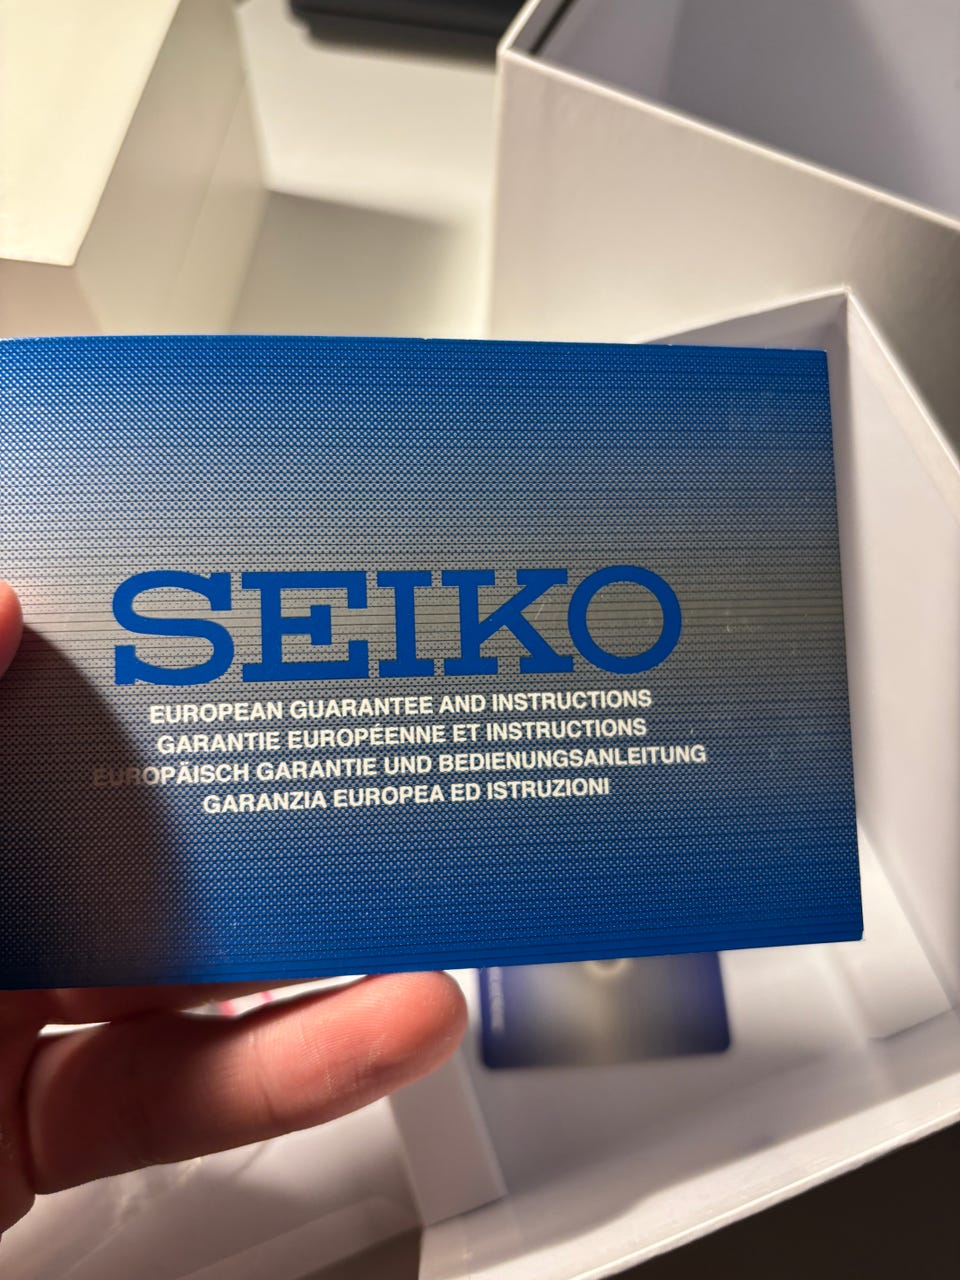 SEIKO
EUROPEAN GUARANTEE AND INSTRUCTIONS
GARANTIE EUROPÉENNE ET INSTRUCTIONS
EUROPÄISCH GARANTIE UND BEDIENUNGSANLEITUNG
GARANZIA EUROPEA ED ISTRUZIONI